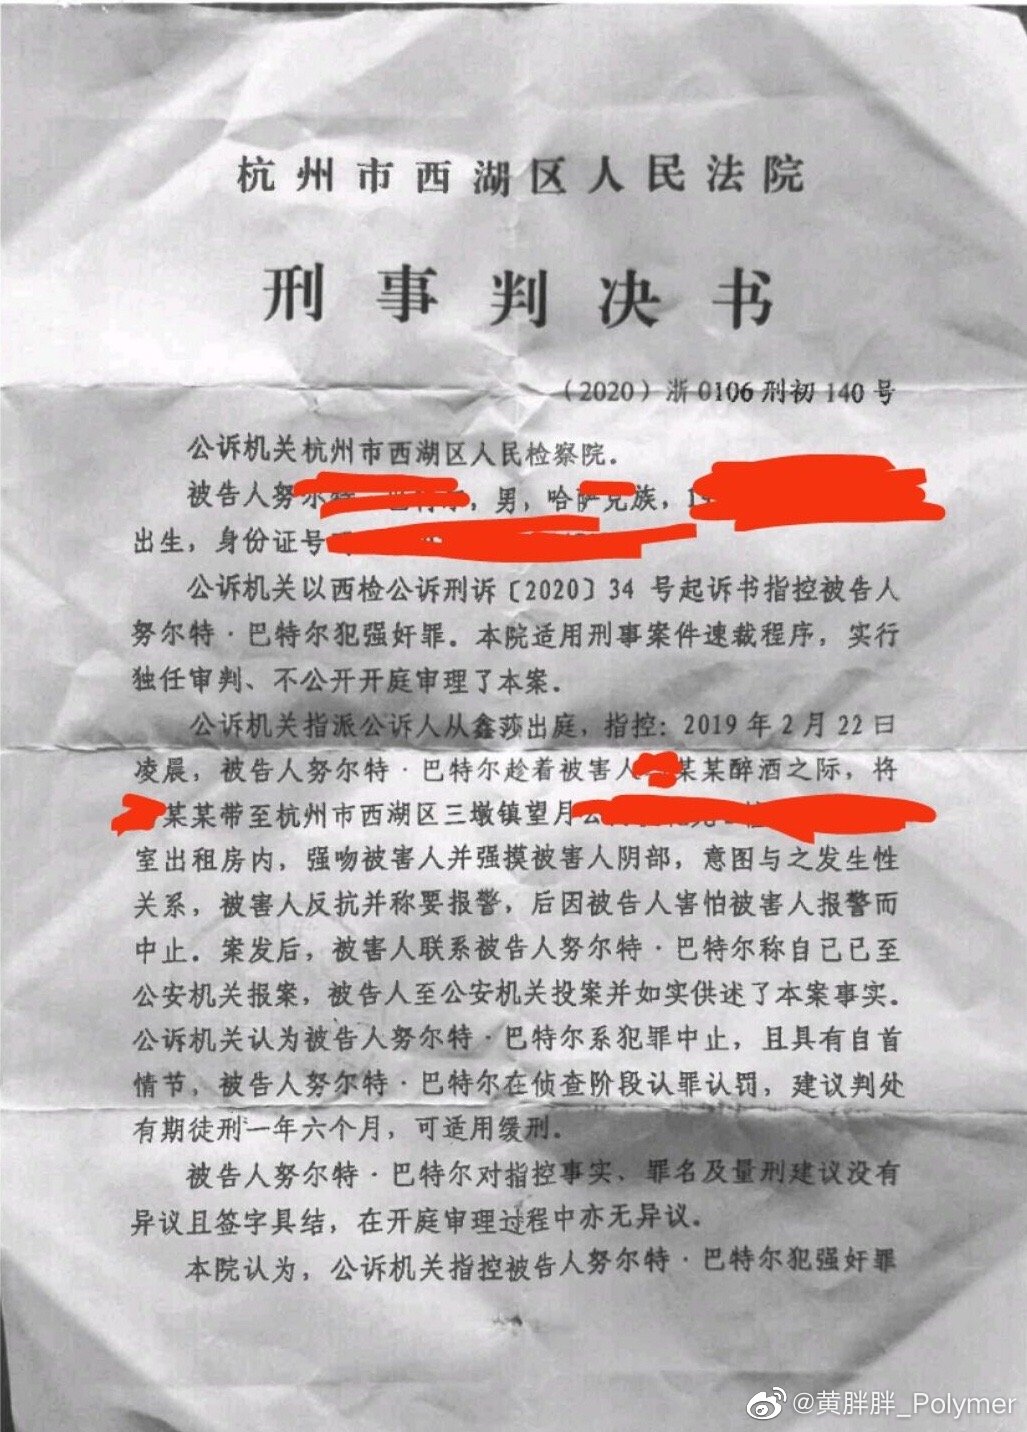 杭州市西湖区人民法院
刑事判决书
（2020）浙0106刑初140号
公诉机关杭州市西湖区人民检察院。
被告人努尔特，男，哈萨克族，1
出生，身份证号
公诉机关以西检公诉刑诉〔2020〕34 号起诉书指控被告人
努尔特·巴特尔犯强奸罪。本院适用刑事案件速裁程序，实行
独任审判、不公开开庭审理了本案。
公诉机关指派公诉人从鑫莎出庭，指控：2019年2月22日
凌晨，被告人努尔特·巴特尔趁着被害人某某醉酒之际，将
某某带至杭州市西湖区三墩镇望月
室出租房内，强吻被害人并强摸被害人阴部，意图与之发生性
关系，被害人反抗并称要报警，后因被告人害怕被害人报警而
中止。案发后，被害人联系被告人努尔特·巴特尔称自己已至
公安机关报案，被告人至公安机关投案并如实供述了本案事实。
公诉机关认为被告人努尔特·巴特尔系犯罪中止，且具有自首
情节，被告人努尔特·巴特尔在侦查阶段认罪认罚，建议判处
有期徒刑一年六个月，可适用缓刑。
被告人努尔特·巴特尔对指控事实、罪名及量刑建议没有
异议且签字具结，在开庭审理过程中亦无异议。
本院认为，公诉机关指控被告人努尔特·巴特尔犯强奸罪
@黄胖胖_Polymer